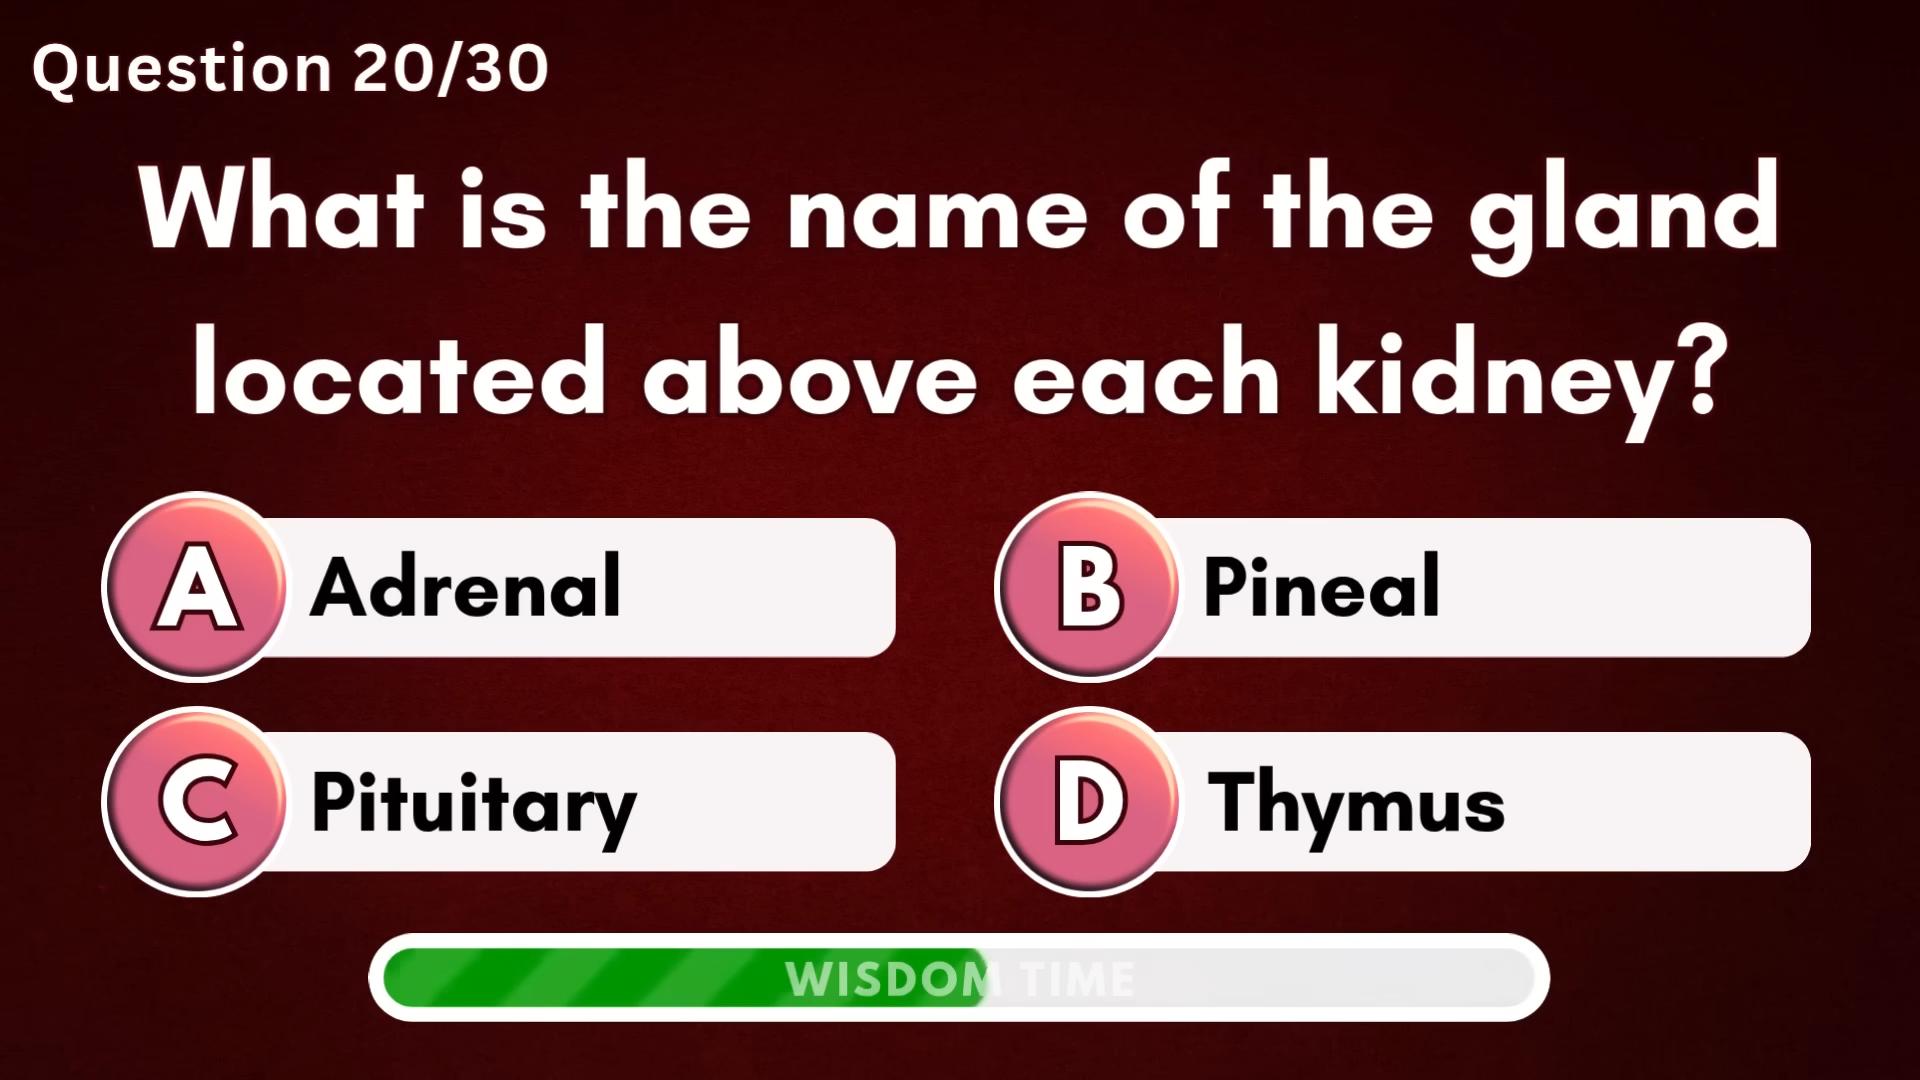 Question 20/30
What is the name of the gland
located above each kidney?
A Adrenal
B Pineal
C Pituitary
D Thymus
WISDOM TIME